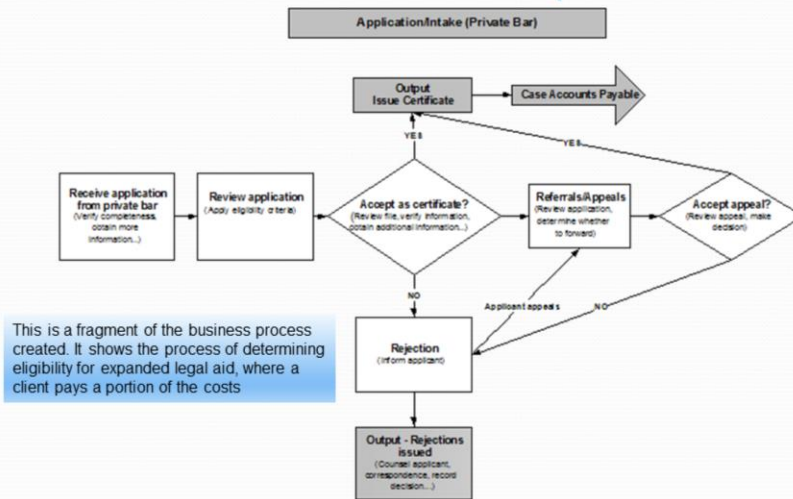 Application/Intake (Private Bar)
Output
Issue Certificate
Case Accounts Payable
YES
YES
Receive application
from private bar
(Verify completeness,
obtain more
information...)
Review application
(Apply eligibility criteria)
Accept as certificate?
(Review file, verify information,
obtain additional information...)
Referrals/Appeals
(Review application,
determine whether
to forward)
Accept appeal?
(Review appeal, make
decision)
NO
Applicant appeals
NO
This is a fragment of the business process
created. It shows the process of determining
eligibility for expanded legal aid, where a
client pays a portion of the costs
Rejection
(Inform applicant)
Output - Rejections
issued
(Counsel applicant,
correspondence, record
decision...)